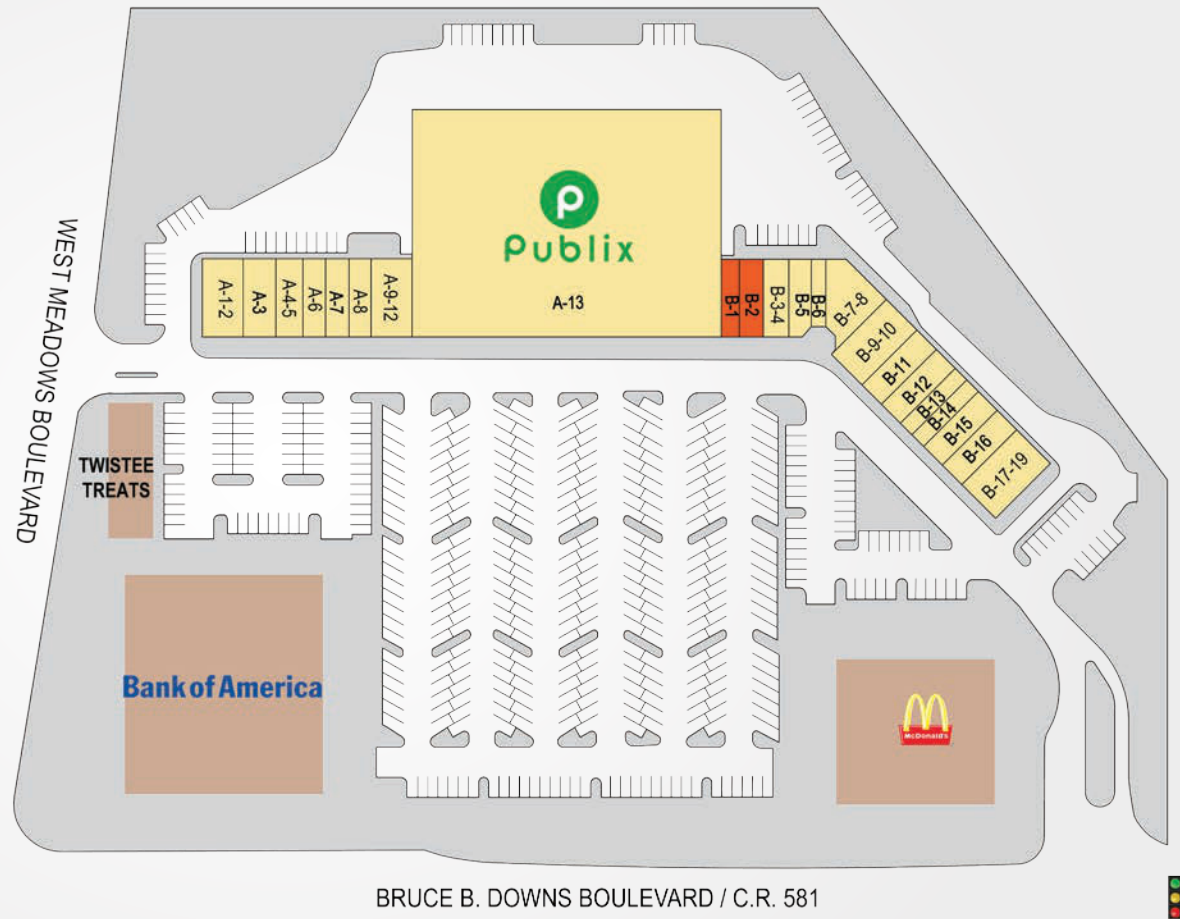 WEST MEADOWS BOULEVARD
P
Publix
A-1-2
A-3
A-4-5
A-6
A-7
A-8
A-9-12
A-13
B-1
B-2
B-3-4
B-5
B-6
B-7-8
B-9-10
B-11
B-12
B-13
B-14
B-15
B-16
B-17-19
TWISTEE
TREATS
Bank of America
McDonald's
BRUCE B. DOWNS BOULEVARD / C.R. 581